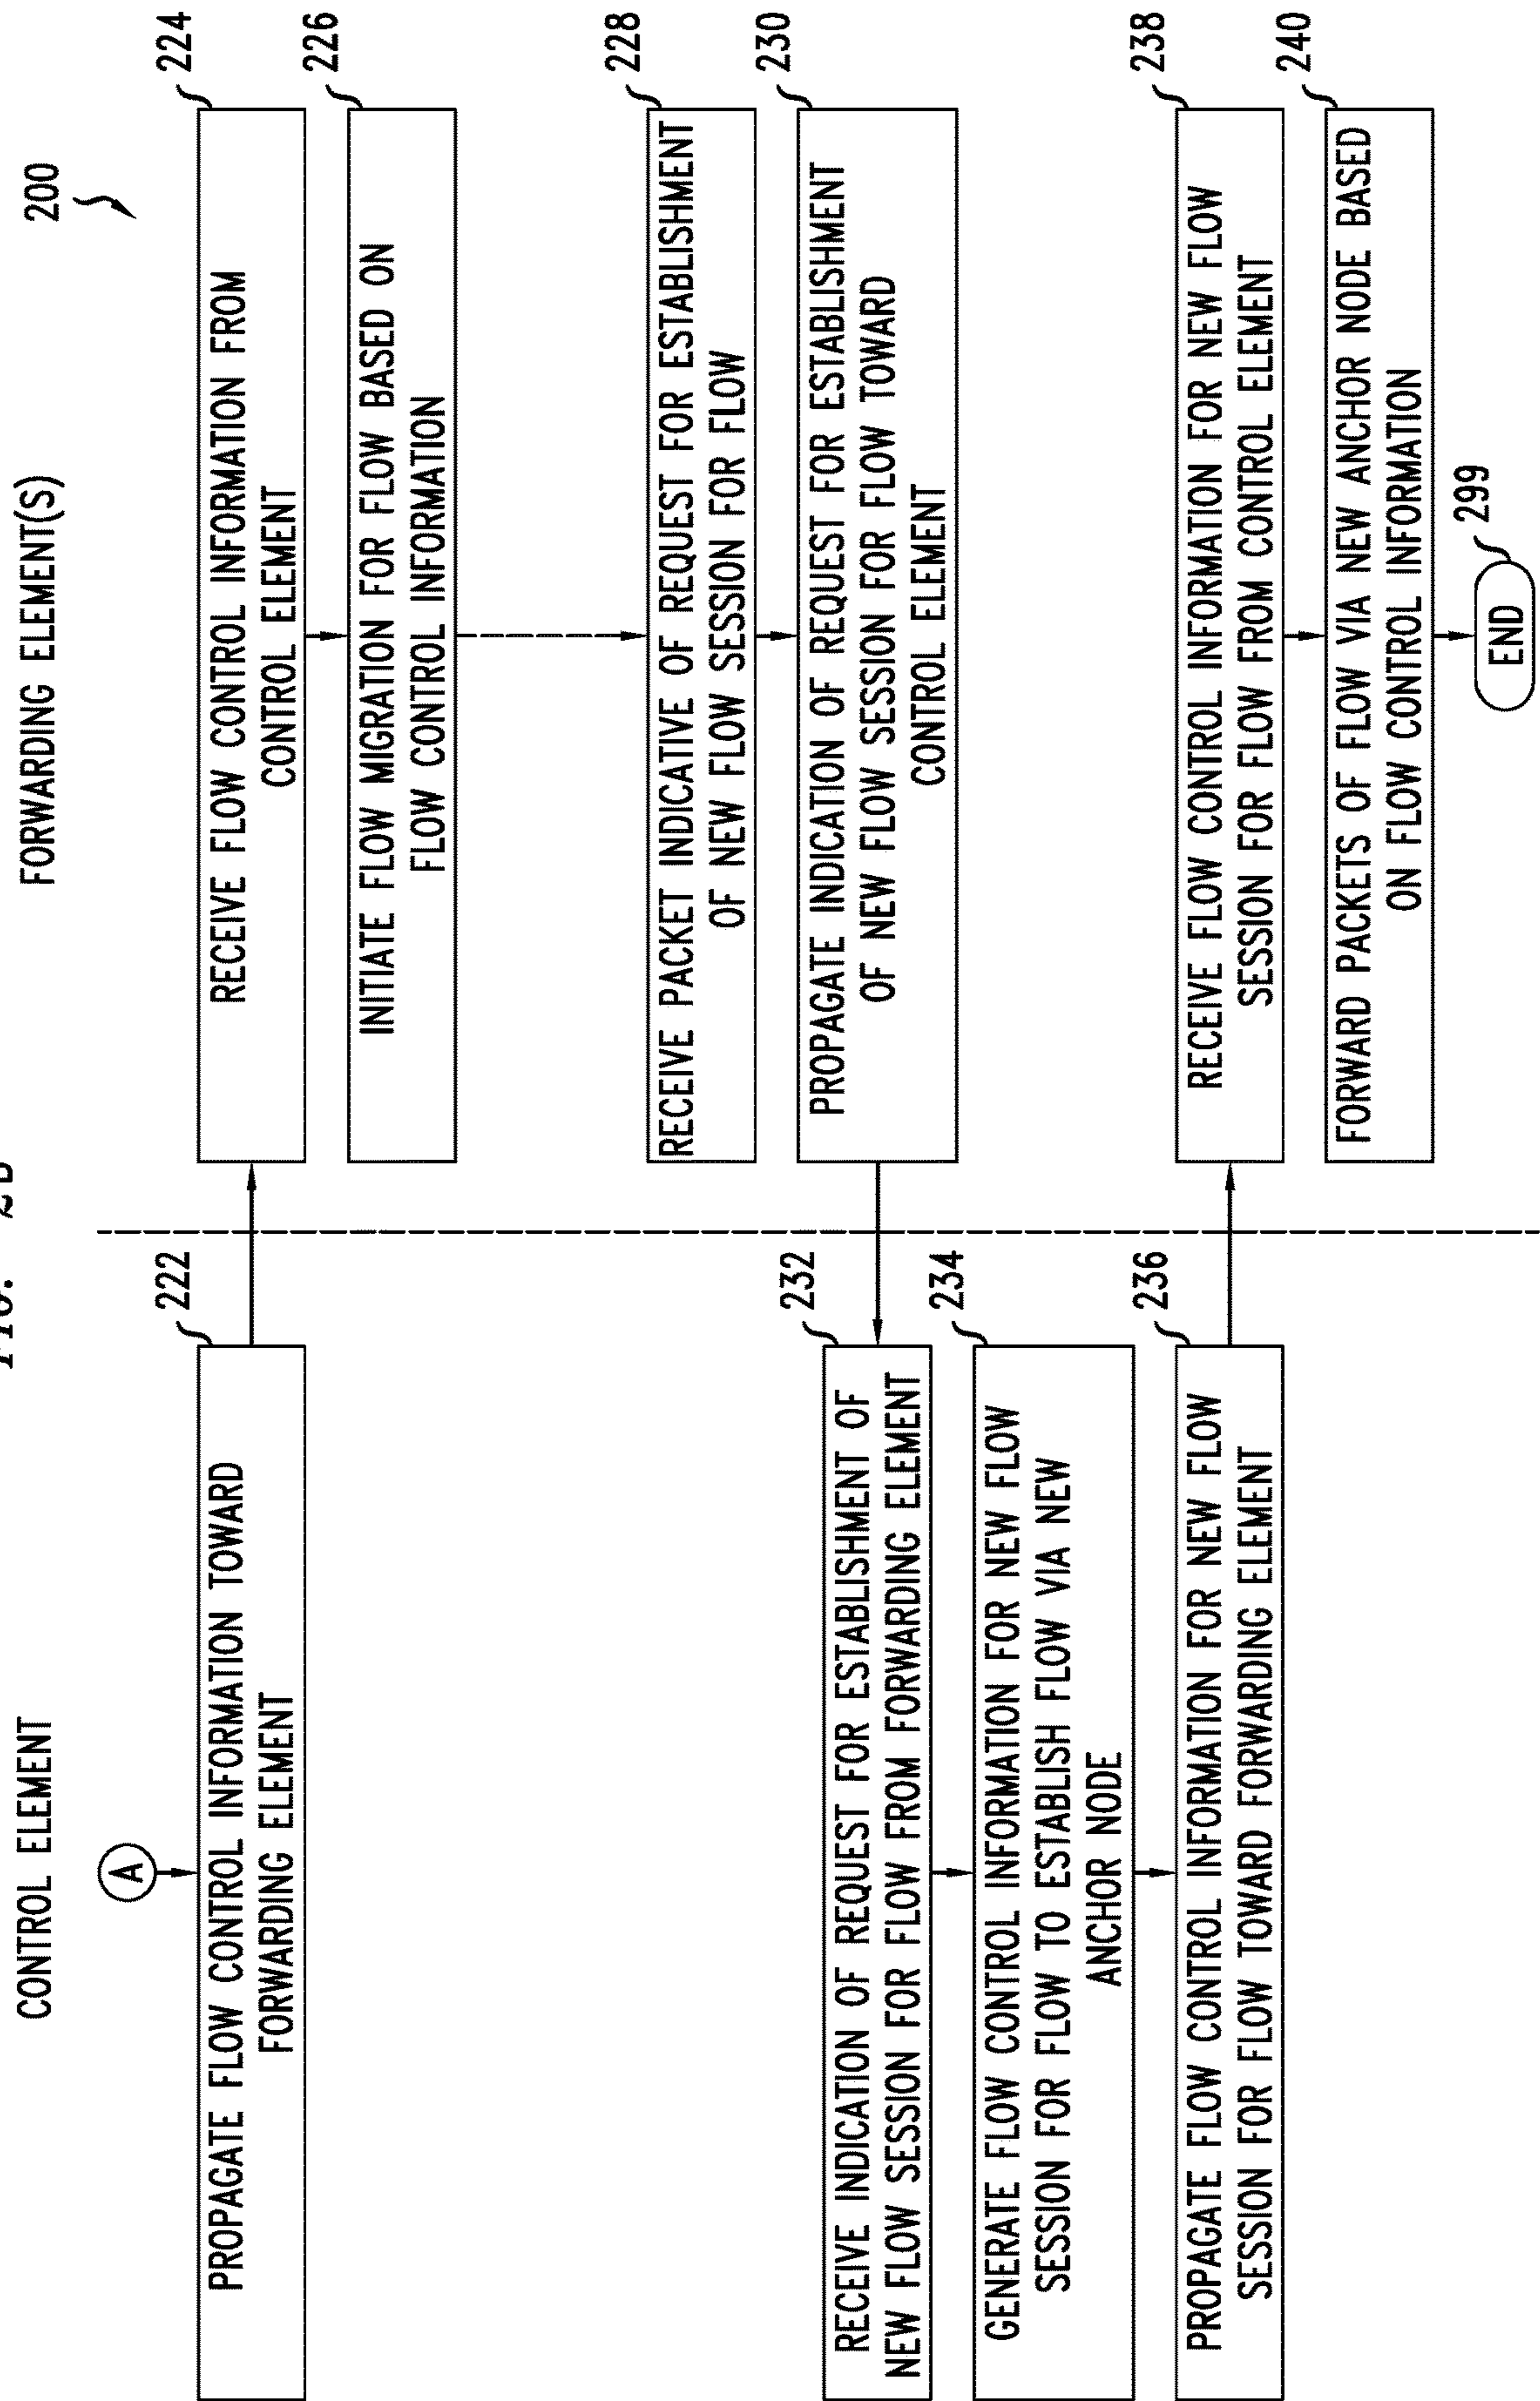 FIG. 2B
CONTROL ELEMENT
FORWARDING ELEMENT(S)
200
A
222
PROPAGATE FLOW CONTROL INFORMATION TOWARD
FORWARDING ELEMENT
224
RECEIVE FLOW CONTROL INFORMATION FROM
CONTROL ELEMENT
226
INITIATE FLOW MIGRATION FOR FLOW BASED ON
FLOW CONTROL INFORMATION
228
RECEIVE PACKET INDICATIVE OF REQUEST FOR ESTABLISHMENT
OF NEW FLOW SESSION FOR FLOW
230
PROPAGATE INDICATION OF REQUEST FOR ESTABLISHMENT
OF NEW FLOW SESSION FOR FLOW TOWARD
CONTROL ELEMENT
232
RECEIVE INDICATION OF REQUEST FOR ESTABLISHMENT OF
NEW FLOW SESSION FOR FLOW FROM FORWARDING ELEMENT
234
GENERATE FLOW CONTROL INFORMATION FOR NEW FLOW
SESSION FOR FLOW TO ESTABLISH FLOW VIA NEW
ANCHOR NODE
236
PROPAGATE FLOW CONTROL INFORMATION FOR NEW FLOW
SESSION FOR FLOW TOWARD FORWARDING ELEMENT
238
RECEIVE FLOW CONTROL INFORMATION FOR NEW FLOW
SESSION FOR FLOW FROM CONTROL ELEMENT
240
FORWARD PACKETS OF FLOW VIA NEW ANCHOR NODE BASED
ON FLOW CONTROL INFORMATION
299
END